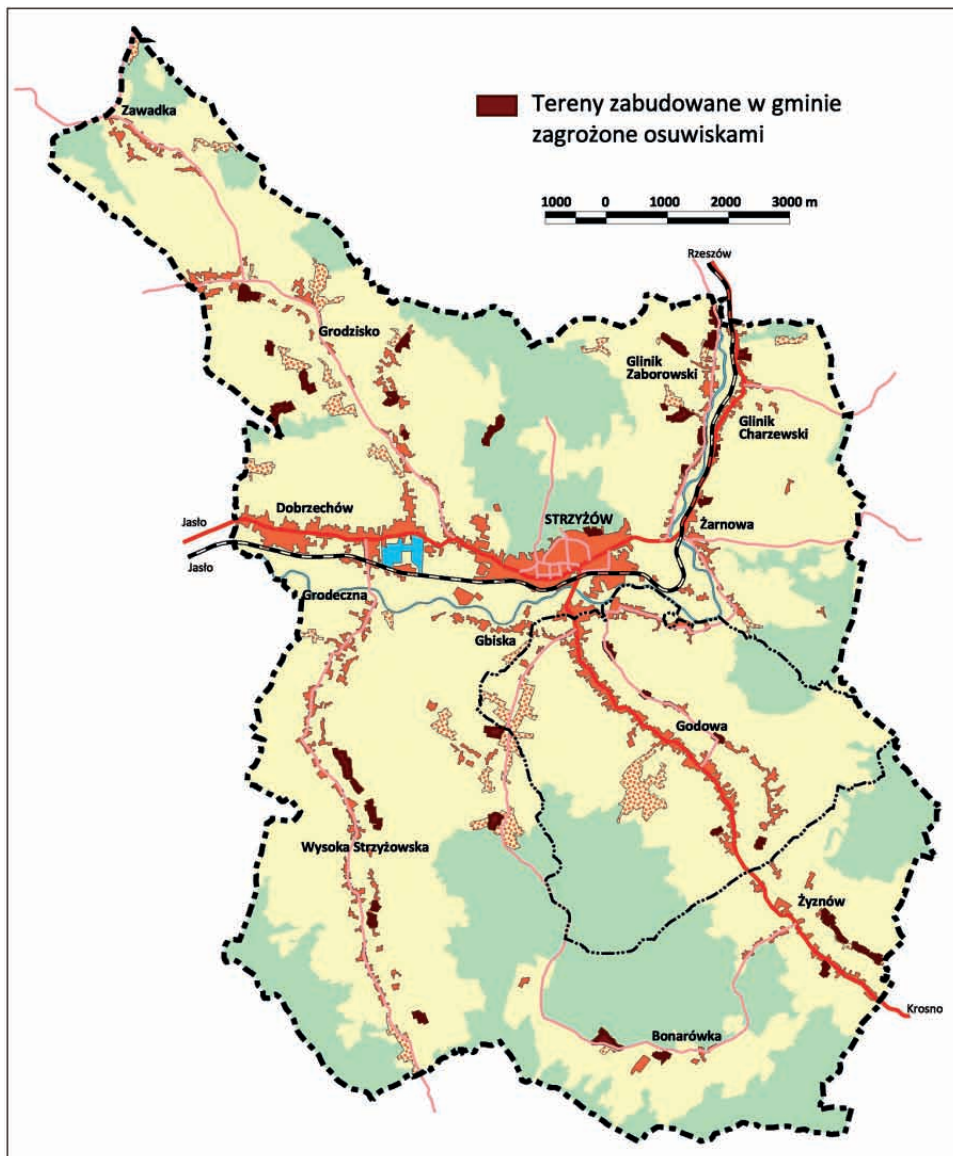 Zawadka
Tereny zabudowane w gminie
zagrożone osuwiskami
1000 0 1000 2000 3000 m
Rzeszów
Grodzisko
Glinik
Zaborowski
Glinik
Charzewski
Dobrzechów
STRZYŻÓW
Żarnowa
Jasło
Jasło
Grodeczna
Gbiska
Godowa
Wysoka Strzyżowska
Żyznów
Krosno
Bonarówka